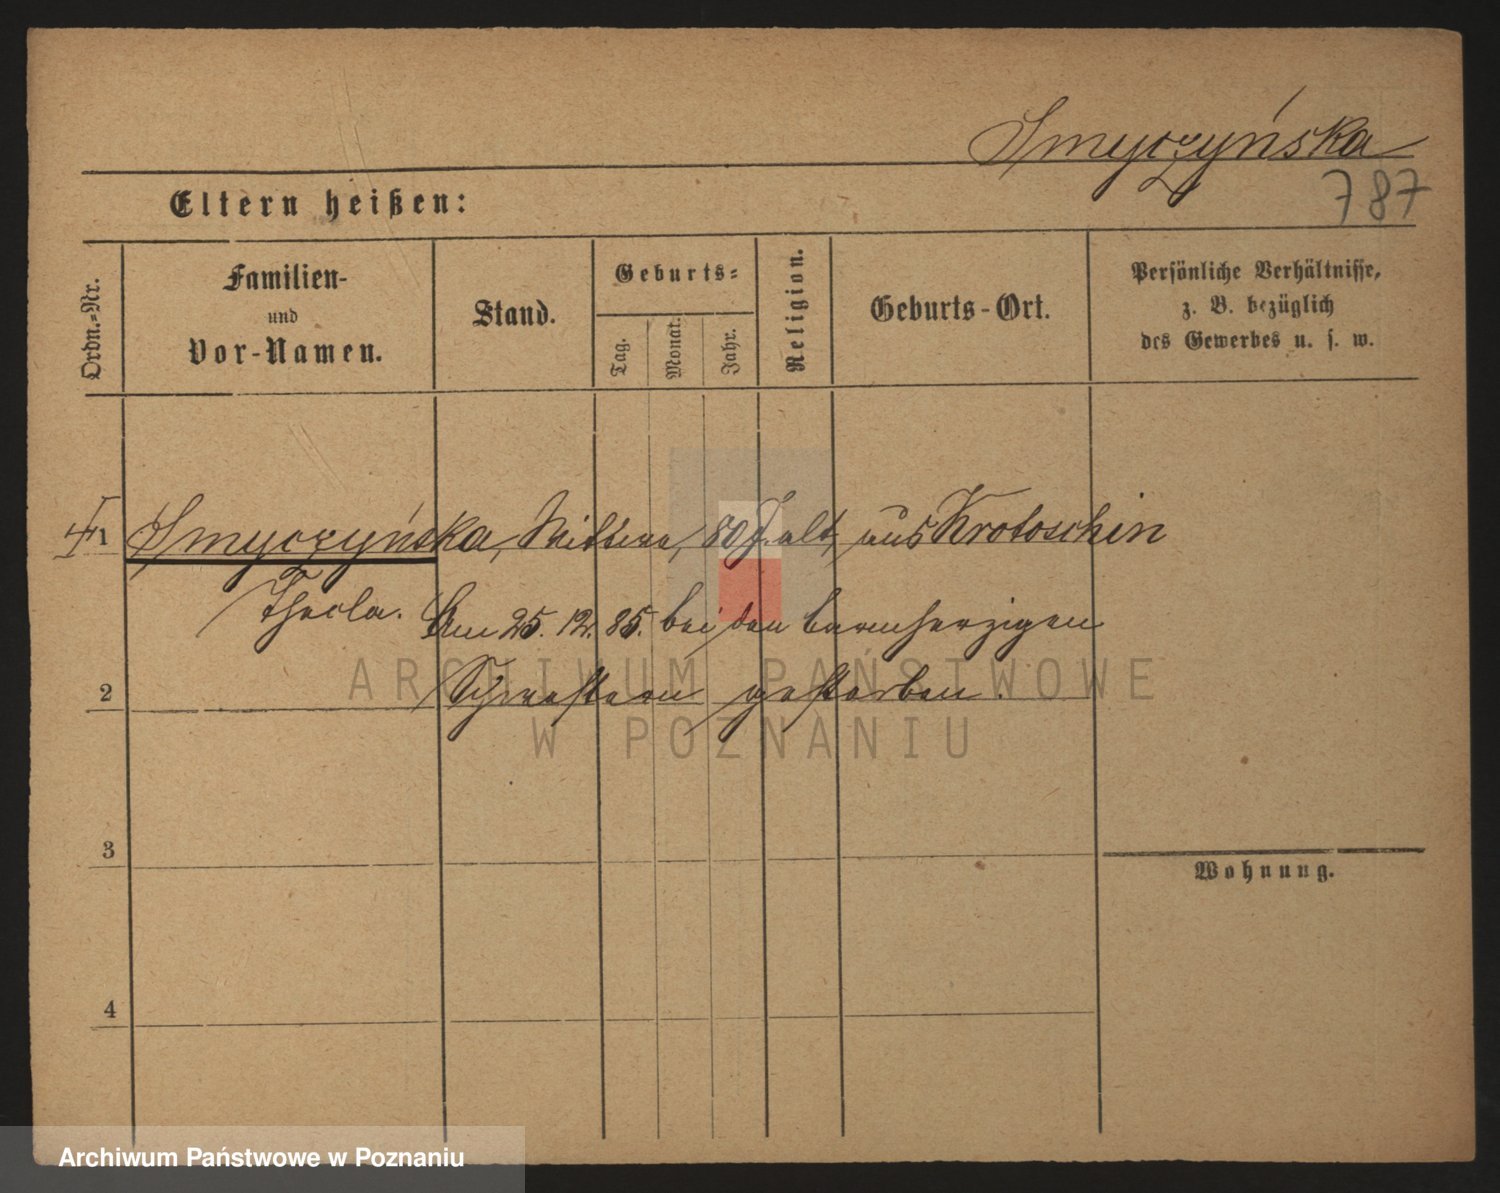 Smyczyńska
787
Eltern heißen:
Ordn.-Nr.
Familien-
und
Vor-Namen.
Stand.
Geburts-
Tag.
Monat.
Jahr.
Religion.
Geburts-Ort.
Persönliche Verhältnisse,
z. B. bezüglich
des Gewerbes u. s. w.
1 Smyczyńska, Wittwe, 80 J. alt, aus Krotoschin
Thecla. Am 25. 12. 85. bei den barmherzigen
2 Schwestern gestorben.
3
Wohnung.
4
ARCHIWUM PAŃSTWOWE
W POZNANIU
Archiwum Państwowe w Poznaniu